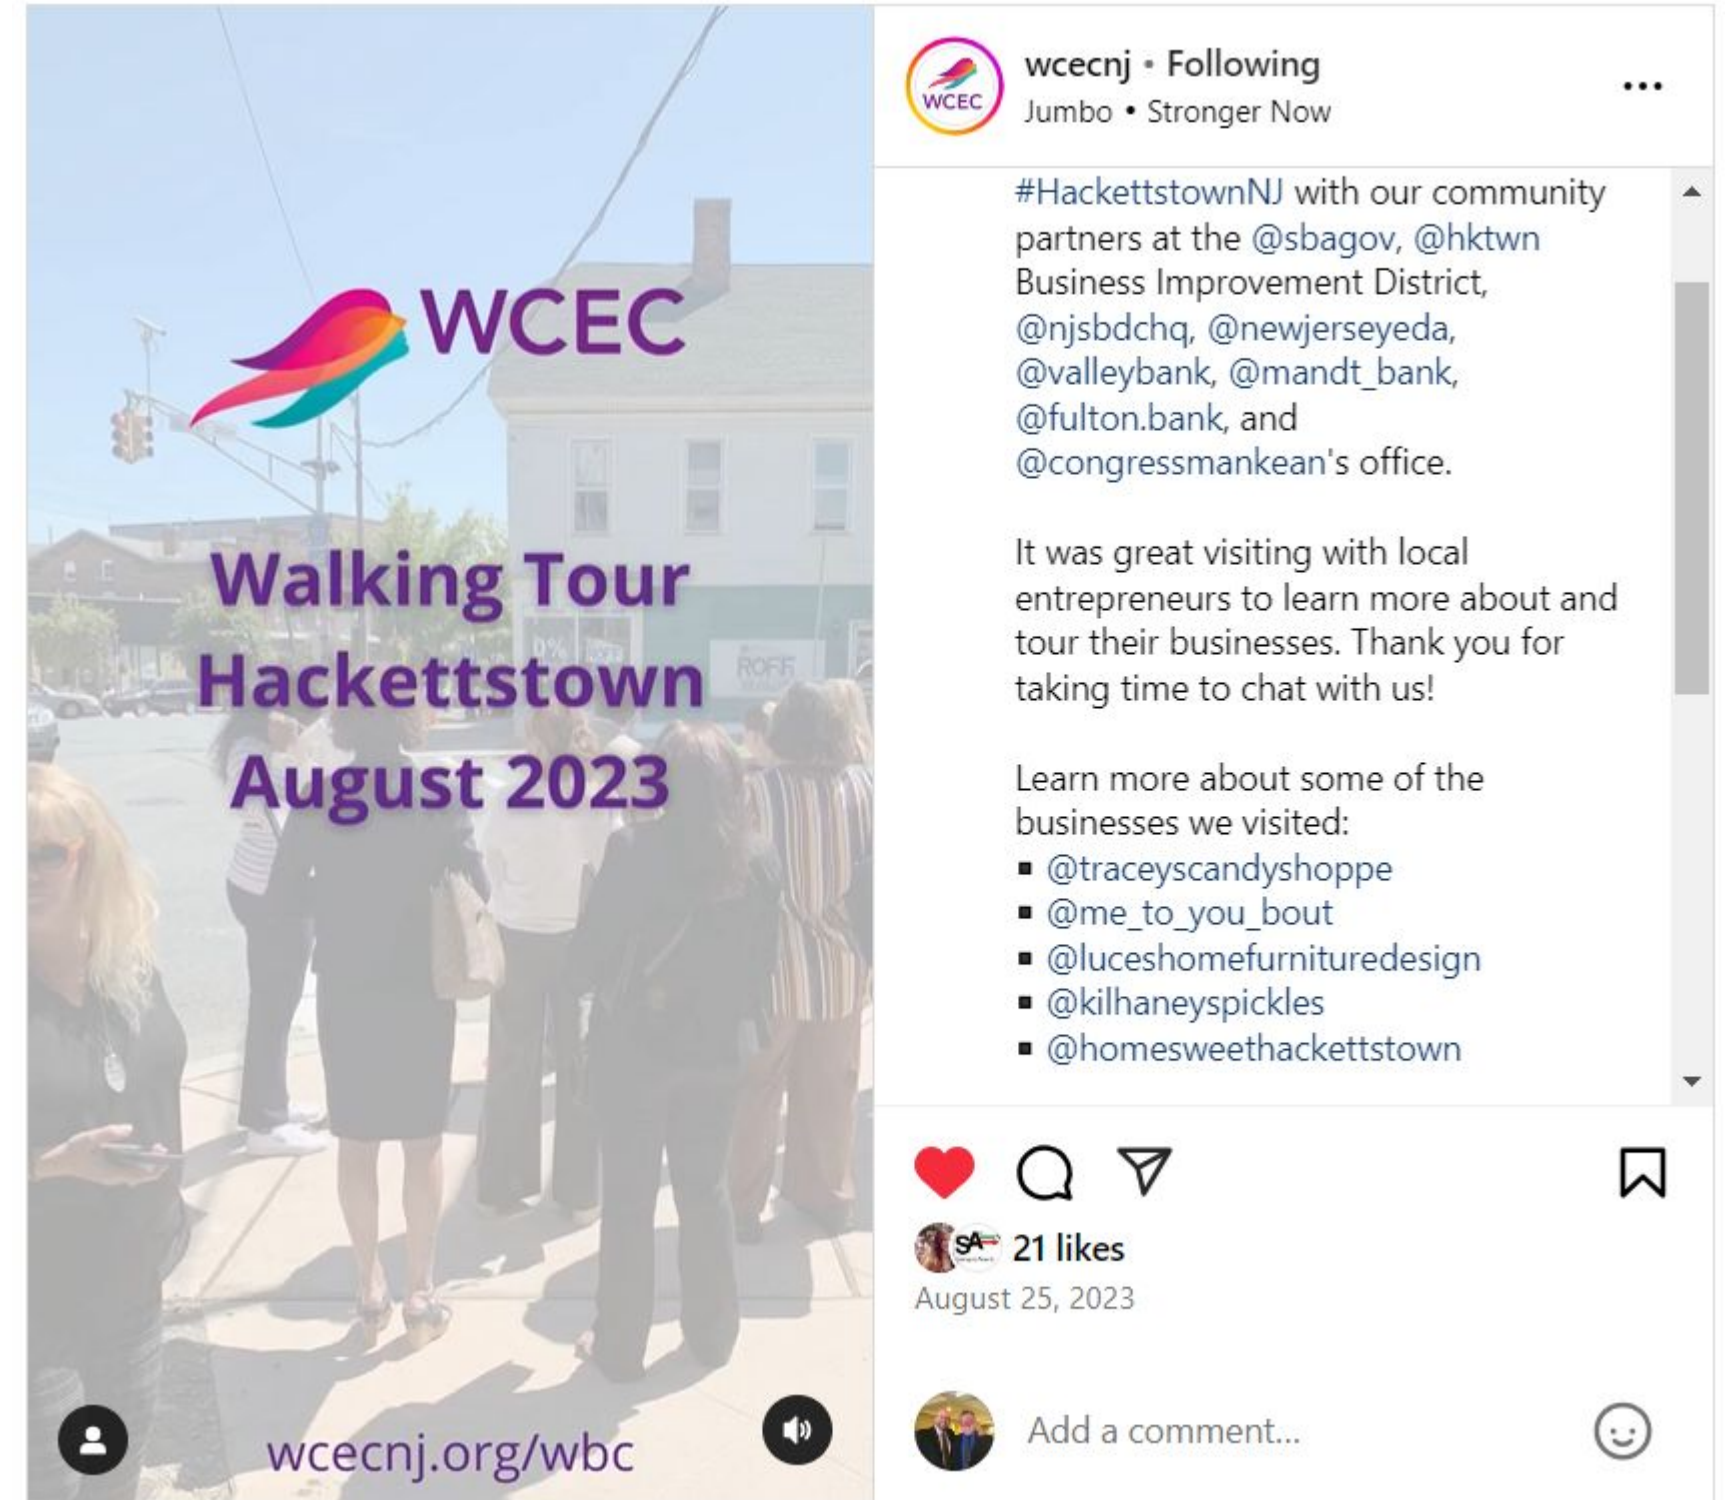 WCEC
Walking Tour
Hackettstown
August 2023
wcecnj.org/wbc
WCEC
wcecnj • Following
Jumbo • Stronger Now
#HackettstownNJ with our community
partners at the @sbagov, @hktwn
Business Improvement District,
@njsbdchq, @newjerseyeda,
@valleybank, @mandt_bank,
@fulton.bank, and
@congressmankean's office.
It was great visiting with local
entrepreneurs to learn more about and
tour their businesses. Thank you for
taking time to chat with us!
Learn more about some of the
businesses we visited:
▪ @traceyscandyshoppe
▪ @me_to_you_bout
▪ @luceshomefurnituredesign
▪ @kilhaneyspickles
▪ @homesweethackettstown
SA
21 likes
August 25, 2023
Add a comment...